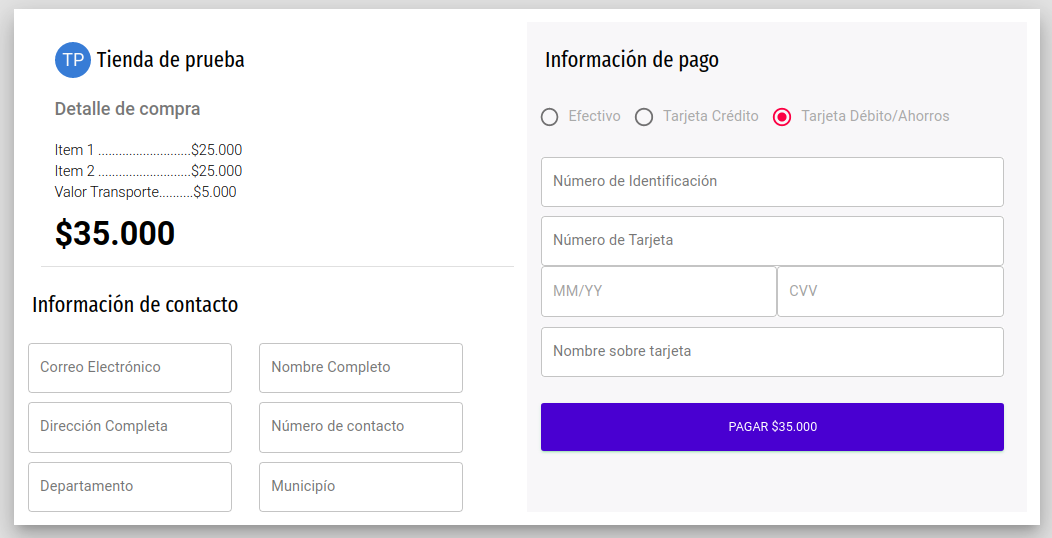 TP Tienda de prueba
Detalle de compra
Item 1 ...........................$25.000
Item 2 ...........................$25.000
Valor Transporte..........$5.000
$35.000
Información de contacto
Correo Electrónico
Nombre Completo
Dirección Completa
Número de contacto
Departamento
Municipío
Información de pago
Efectivo
Tarjeta Crédito
Tarjeta Débito/Ahorros
Número de Identificación
Número de Tarjeta
MM/YY
CVV
Nombre sobre tarjeta
PAGAR $35.000